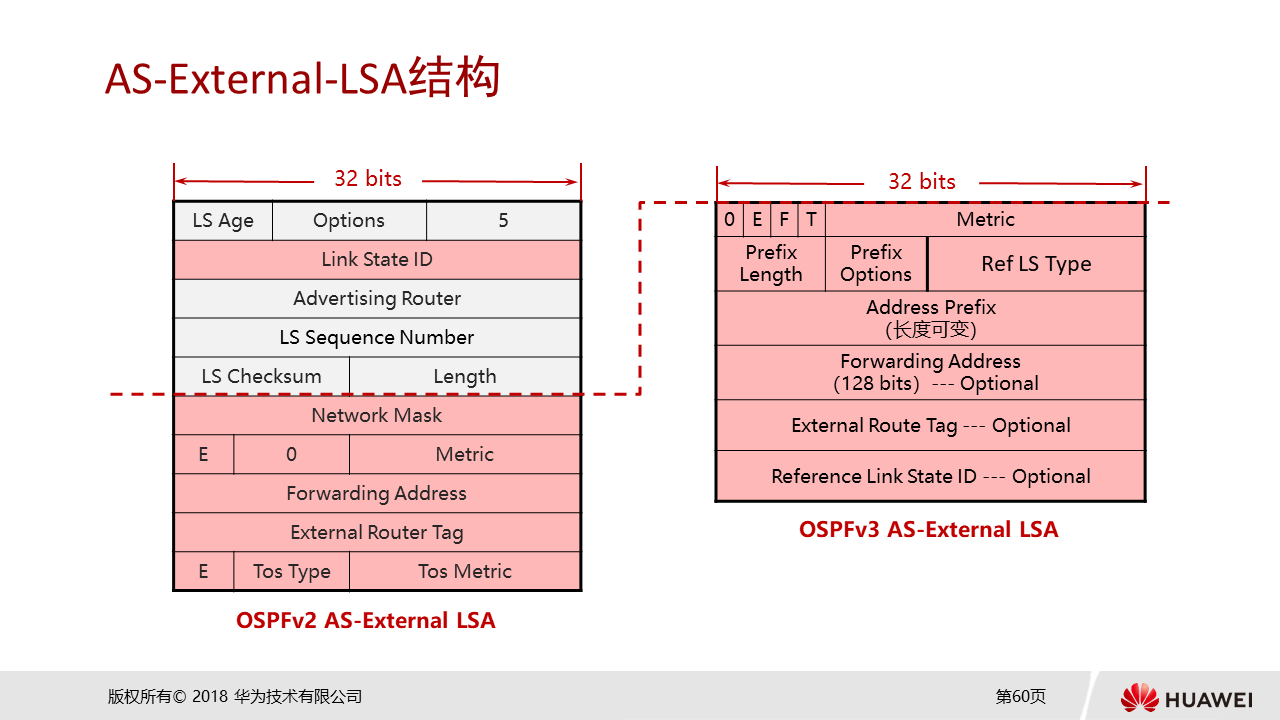 AS-External-LSA结构
32 bits
LS Age Options 5
Link State ID
Advertising Router
LS Sequence Number
LS Checksum Length
Network Mask
E 0 Metric
Forwarding Address
External Router Tag
E Tos Type Tos Metric
OSPFv2 AS-External LSA
32 bits
0 E F T Metric
Prefix Length Prefix Options Ref LS Type
Address Prefix
(长度可变)
Forwarding Address
(128 bits) --- Optional
External Route Tag --- Optional
Reference Link State ID --- Optional
OSPFv3 AS-External LSA
版权所有© 2018 华为技术有限公司
第60页
HUAWEI